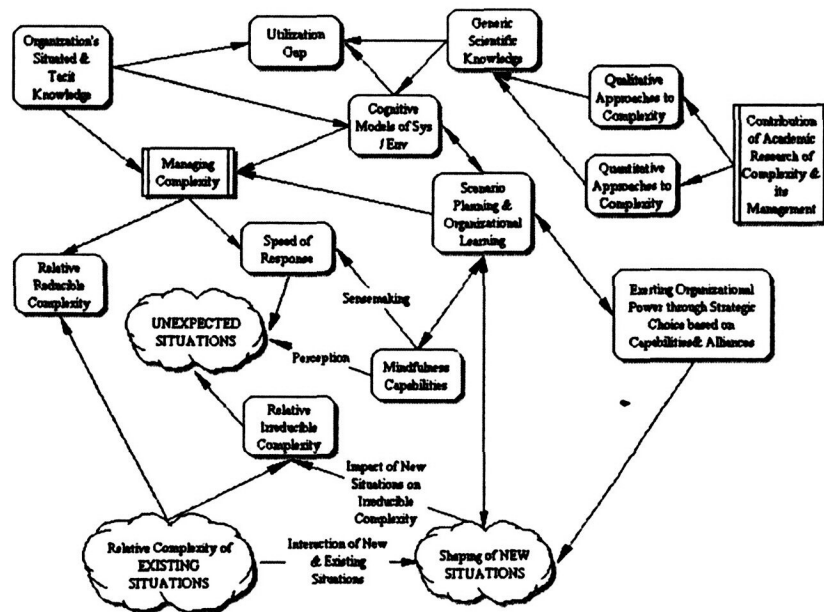 Organization's
Situated &
Tacit
Knowledge
Utilization
Gap
Generic
Scientific
Knowledge
Qualitative
Approaches to
Complexity
Contribution
of Academic
Research of
Complexity &
its
Management
Cognitive
Models of Sys
/ Env
Managing
Complexity
Quantitative
Approaches to
Complexity
Scenario
Planning &
Organizational
Learning
Speed of
Response
Relative
Reducible
Complexity
Sensemaking
Exerting Organizational
Power through Strategic
Choice based on
Capabilities& Alliances
UNEXPECTED
SITUATIONS
Perception
Mindfulness
Capabilities
Relative
Irreducible
Complexity
Impact of New
Situations on
Irreducible
Complexity
Relative Complexity of
EXISTING
SITUATIONS
Interaction of New
& Existing
Situations
Shaping of NEW
SITUATIONS